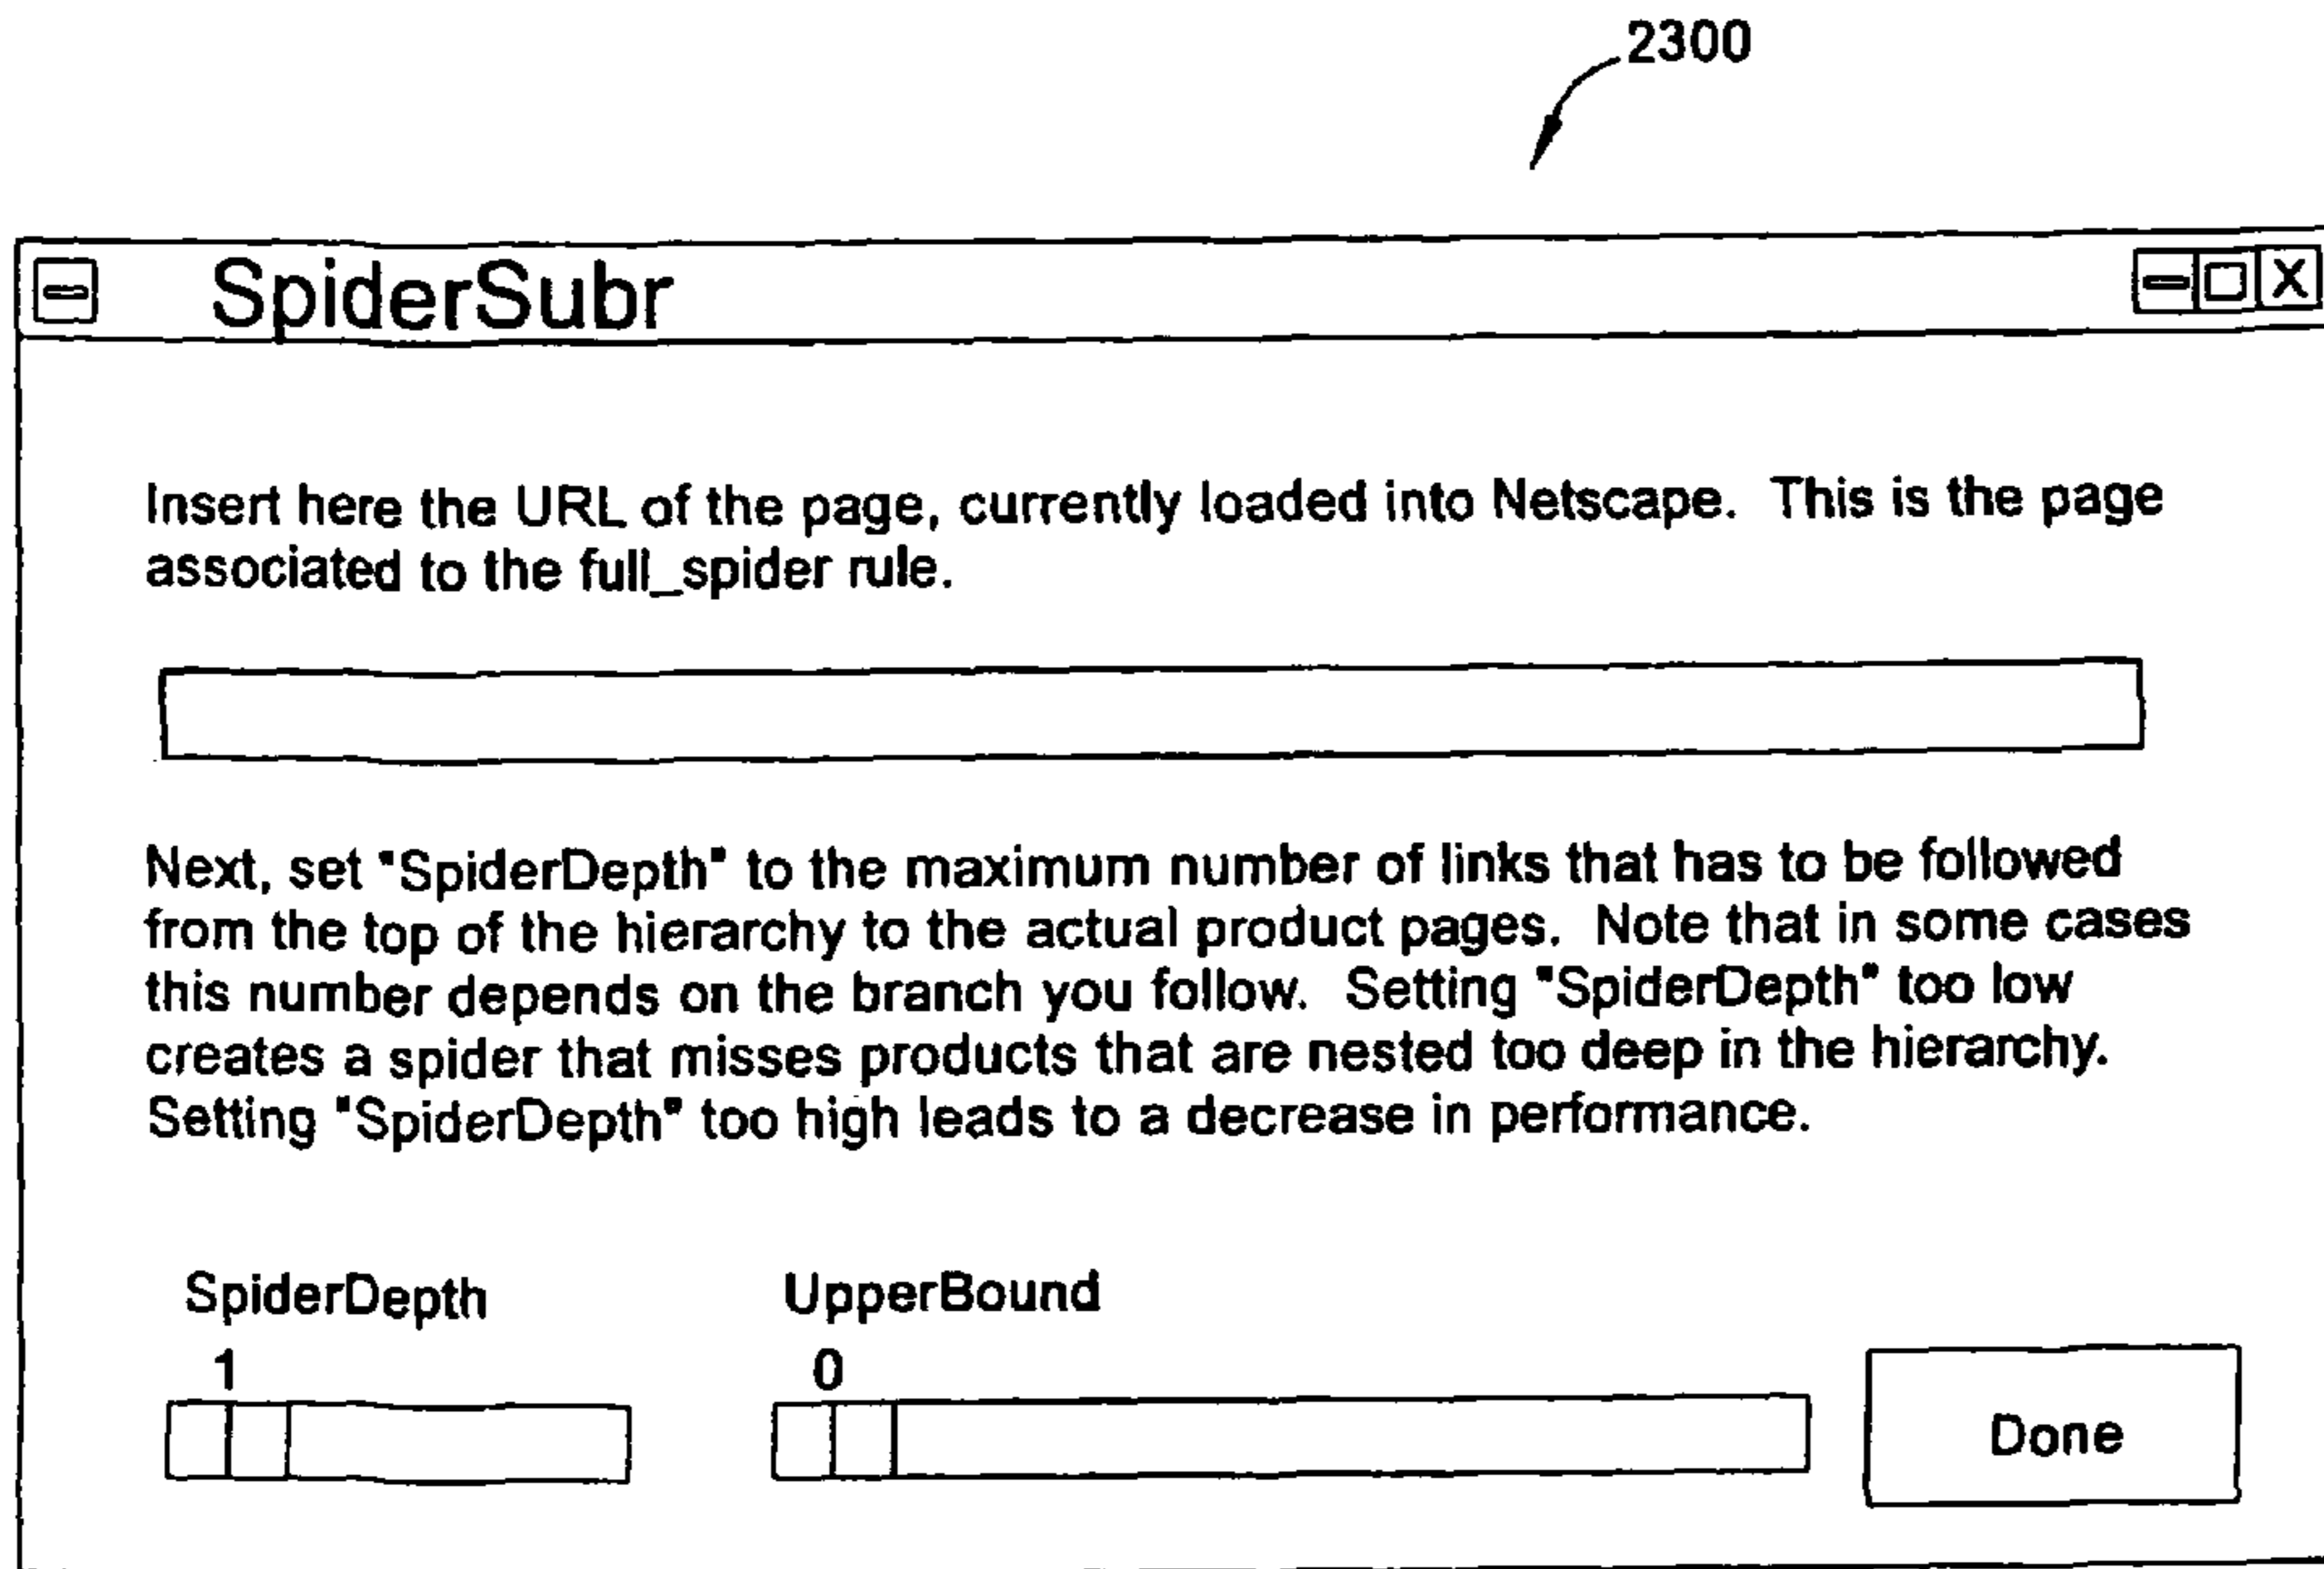 2300
SpiderSubr
X
Insert here the URL of the page, currently loaded into Netscape. This is the page
associated to the full_spider rule.
Next, set "SpiderDepth" to the maximum number of links that has to be followed
from the top of the hierarchy to the actual product pages. Note that in some cases
this number depends on the branch you follow. Setting "SpiderDepth" too low
creates a spider that misses products that are nested too deep in the hierarchy.
Setting "SpiderDepth" too high leads to a decrease in performance.
SpiderDepth UpperBound
1 0
Done